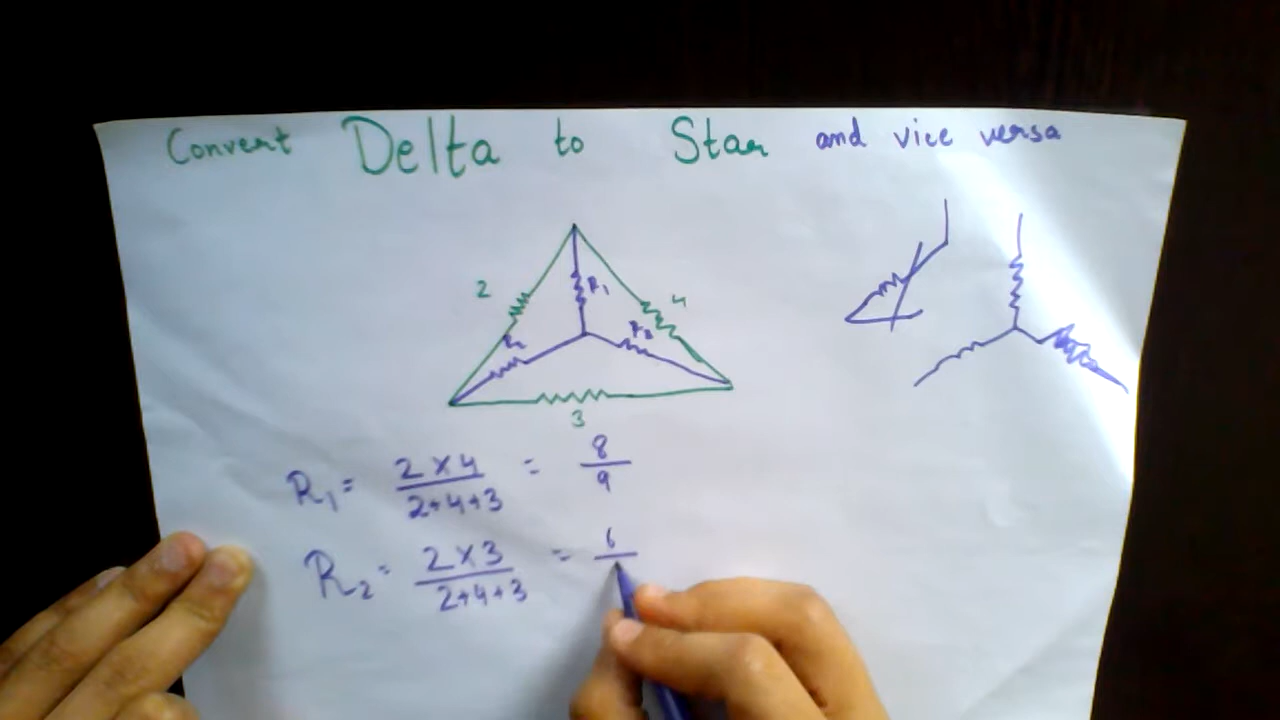 Convert Delta to Star and vice versa
2
R1
4
R2
R3
3
R1 = 2 × 4 / 2+4+3 = 8 / 9
R2 = 2 × 3 / 2+4+3 = 6